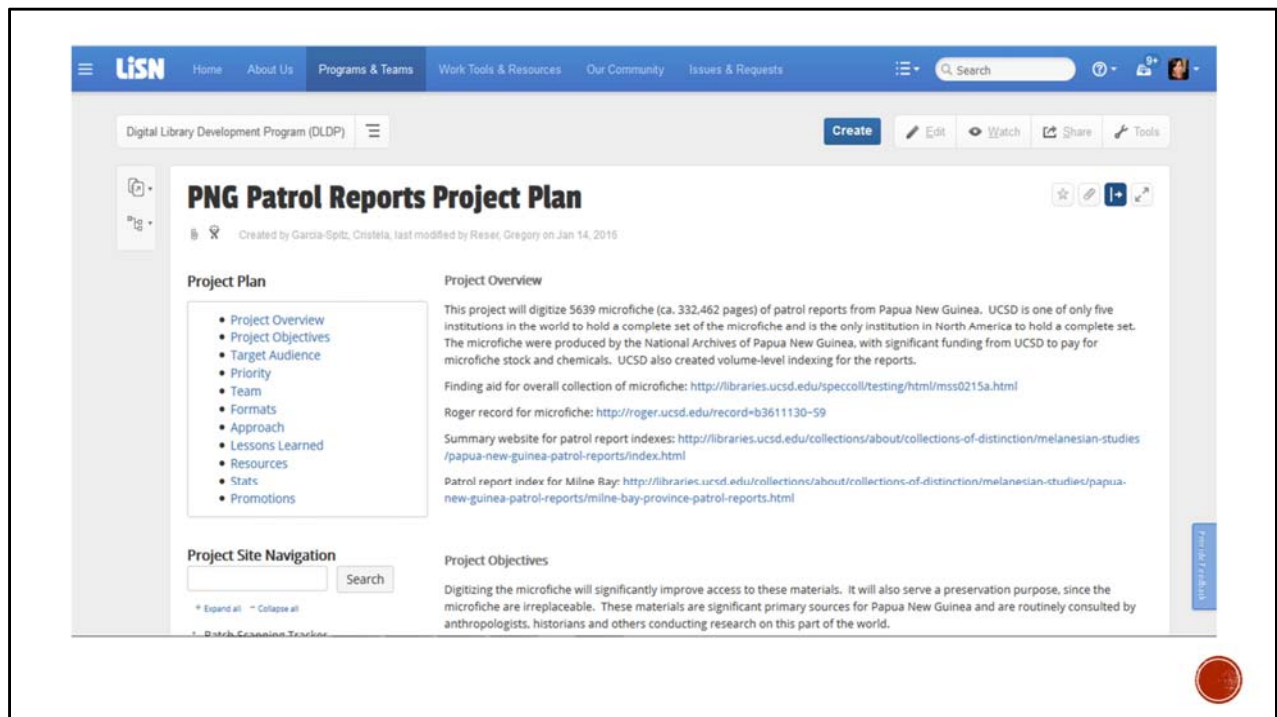 LiSN Home About Us Programs & Teams Work Tools & Resources Our Community Issues & Requests Search 9+
Digital Library Development Program (DLDP) Create Edit Watch Share Tools
PNG Patrol Reports Project Plan
Created by Garcia-Spitz, Cristela, last modified by Reser, Gregory on Jan 14, 2016
Project Plan
Project Overview
Project Objectives
Target Audience
Priority
Team
Formats
Approach
Lessons Learned
Resources
Stats
Promotions
Project Site Navigation
Search
+ Expand all − Collapse all
Batch Scanning Tracker
Project Overview
This project will digitize 5639 microfiche (ca. 332,462 pages) of patrol reports from Papua New Guinea. UCSD is one of only five
institutions in the world to hold a complete set of the microfiche and is the only institution in North America to hold a complete set.
The microfiche were produced by the National Archives of Papua New Guinea, with significant funding from UCSD to pay for
microfiche stock and chemicals. UCSD also created volume-level indexing for the reports.
Finding aid for overall collection of microfiche: http://libraries.ucsd.edu/speccoll/testing/html/mss0215a.html
Roger record for microfiche: http://roger.ucsd.edu/record=b3611130~S9
Summary website for patrol report indexes: http://libraries.ucsd.edu/collections/about/collections-of-distinction/melanesian-studies
/papua-new-guinea-patrol-reports/index.html
Patrol report index for Milne Bay: http://libraries.ucsd.edu/collections/about/collections-of-distinction/melanesian-studies/papua-
new-guinea-patrol-reports/milne-bay-province-patrol-reports.html
Project Objectives
Digitizing the microfiche will significantly improve access to these materials. It will also serve a preservation purpose, since the
microfiche are irreplaceable. These materials are significant primary sources for Papua New Guinea and are routinely consulted by
anthropologists, historians and others conducting research on this part of the world.
Provide Feedback